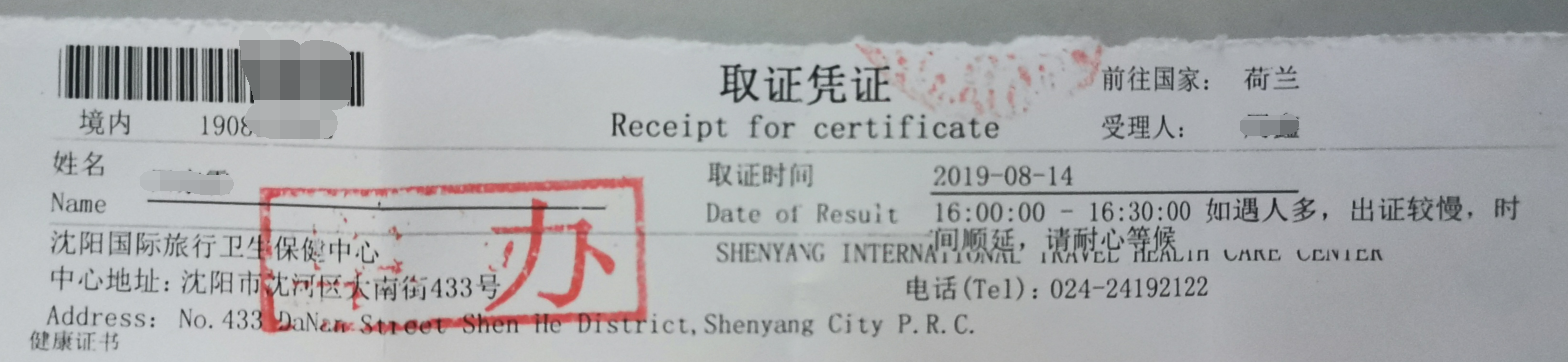 取证凭证
Receipt for certificate
前往国家: 荷兰
境内 1908
受理人:
姓名
Name
取证时间 2019-08-14
Date of Result 16:00:00 - 16:30:00 如遇人多, 出证较慢, 时
间顺延, 请耐心等候
沈阳国际旅行卫生保健中心
SHENYANG INTERNATIONAL TRAVEL HEALTH CARE CENTER
中心地址: 沈阳市沈河区大南街433号
电话(Tel): 024-24192122
Address: No. 433 DaNan Street Shen He District, Shenyang City P.R.C.
健康证书
办